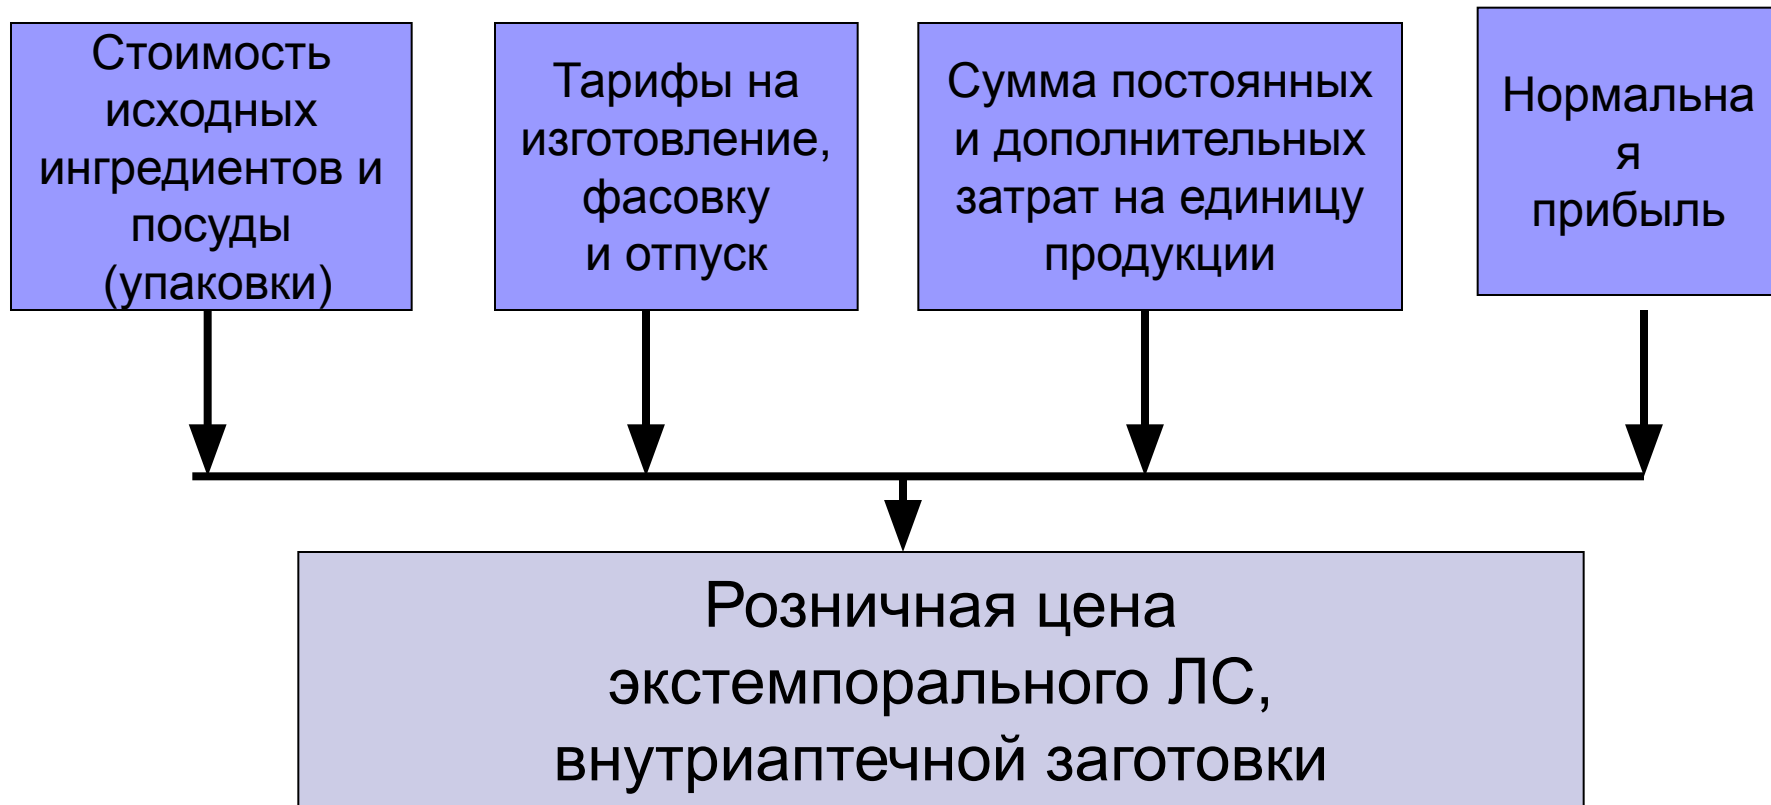 Стоимость
исходных
ингредиентов и
посуды
(упаковки)
Тарифы на
изготовление,
фасовку
и отпуск
Сумма постоянных
и дополнительных
затрат на единицу
продукции
Нормальна
я
прибыль
Розничная цена
экстемпорального ЛС,
внутриаптечной заготовки